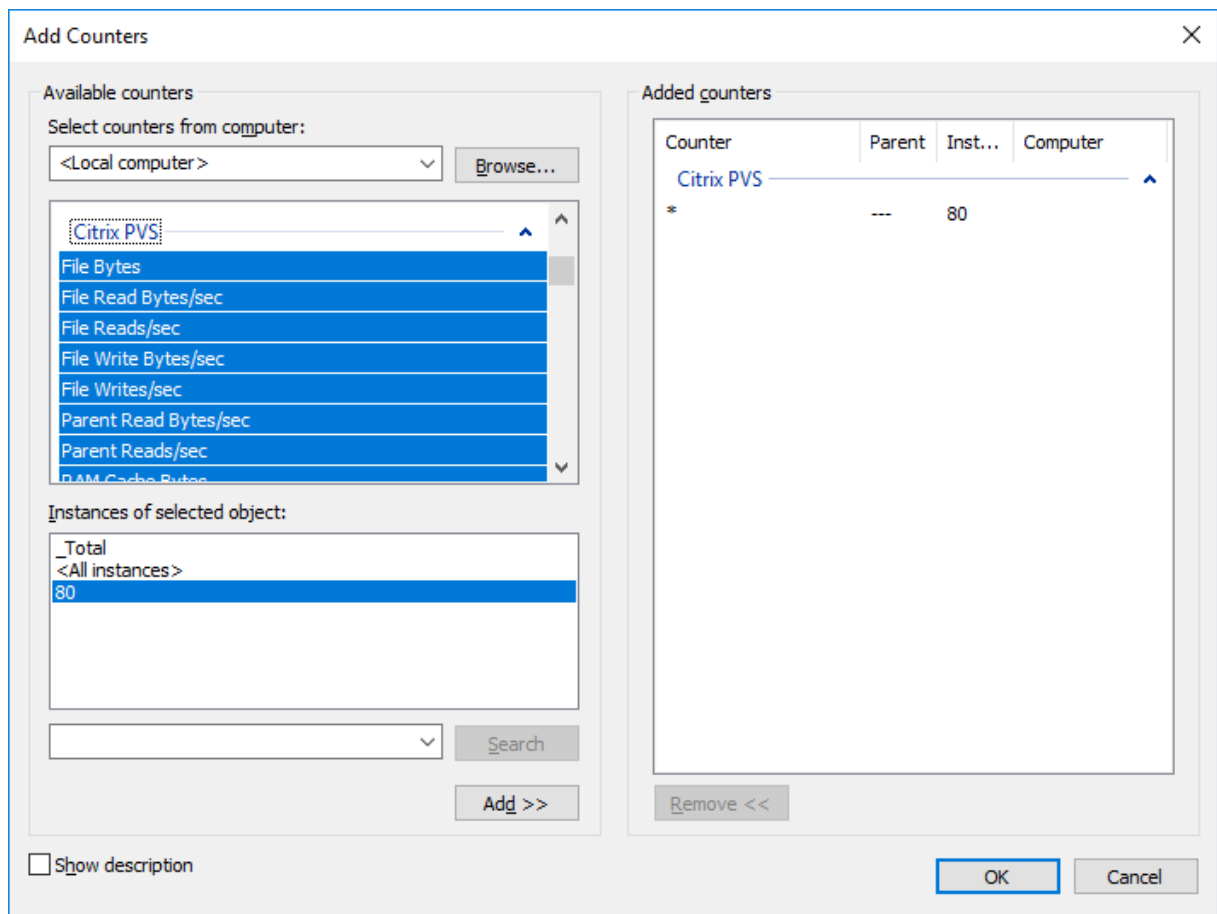 Add Counters
Available counters
Select counters from computer:
<Local computer>
Browse...
Citrix PVS
File Bytes
File Read Bytes/sec
File Reads/sec
File Write Bytes/sec
File Writes/sec
Parent Read Bytes/sec
Parent Reads/sec
RAM Cache Bytes
Instances of selected object:
_Total
<All instances>
80
Search
Add >>
Show description
Added counters
Counter Parent Inst... Computer
Citrix PVS
* --- 80
Remove <<
OK Cancel